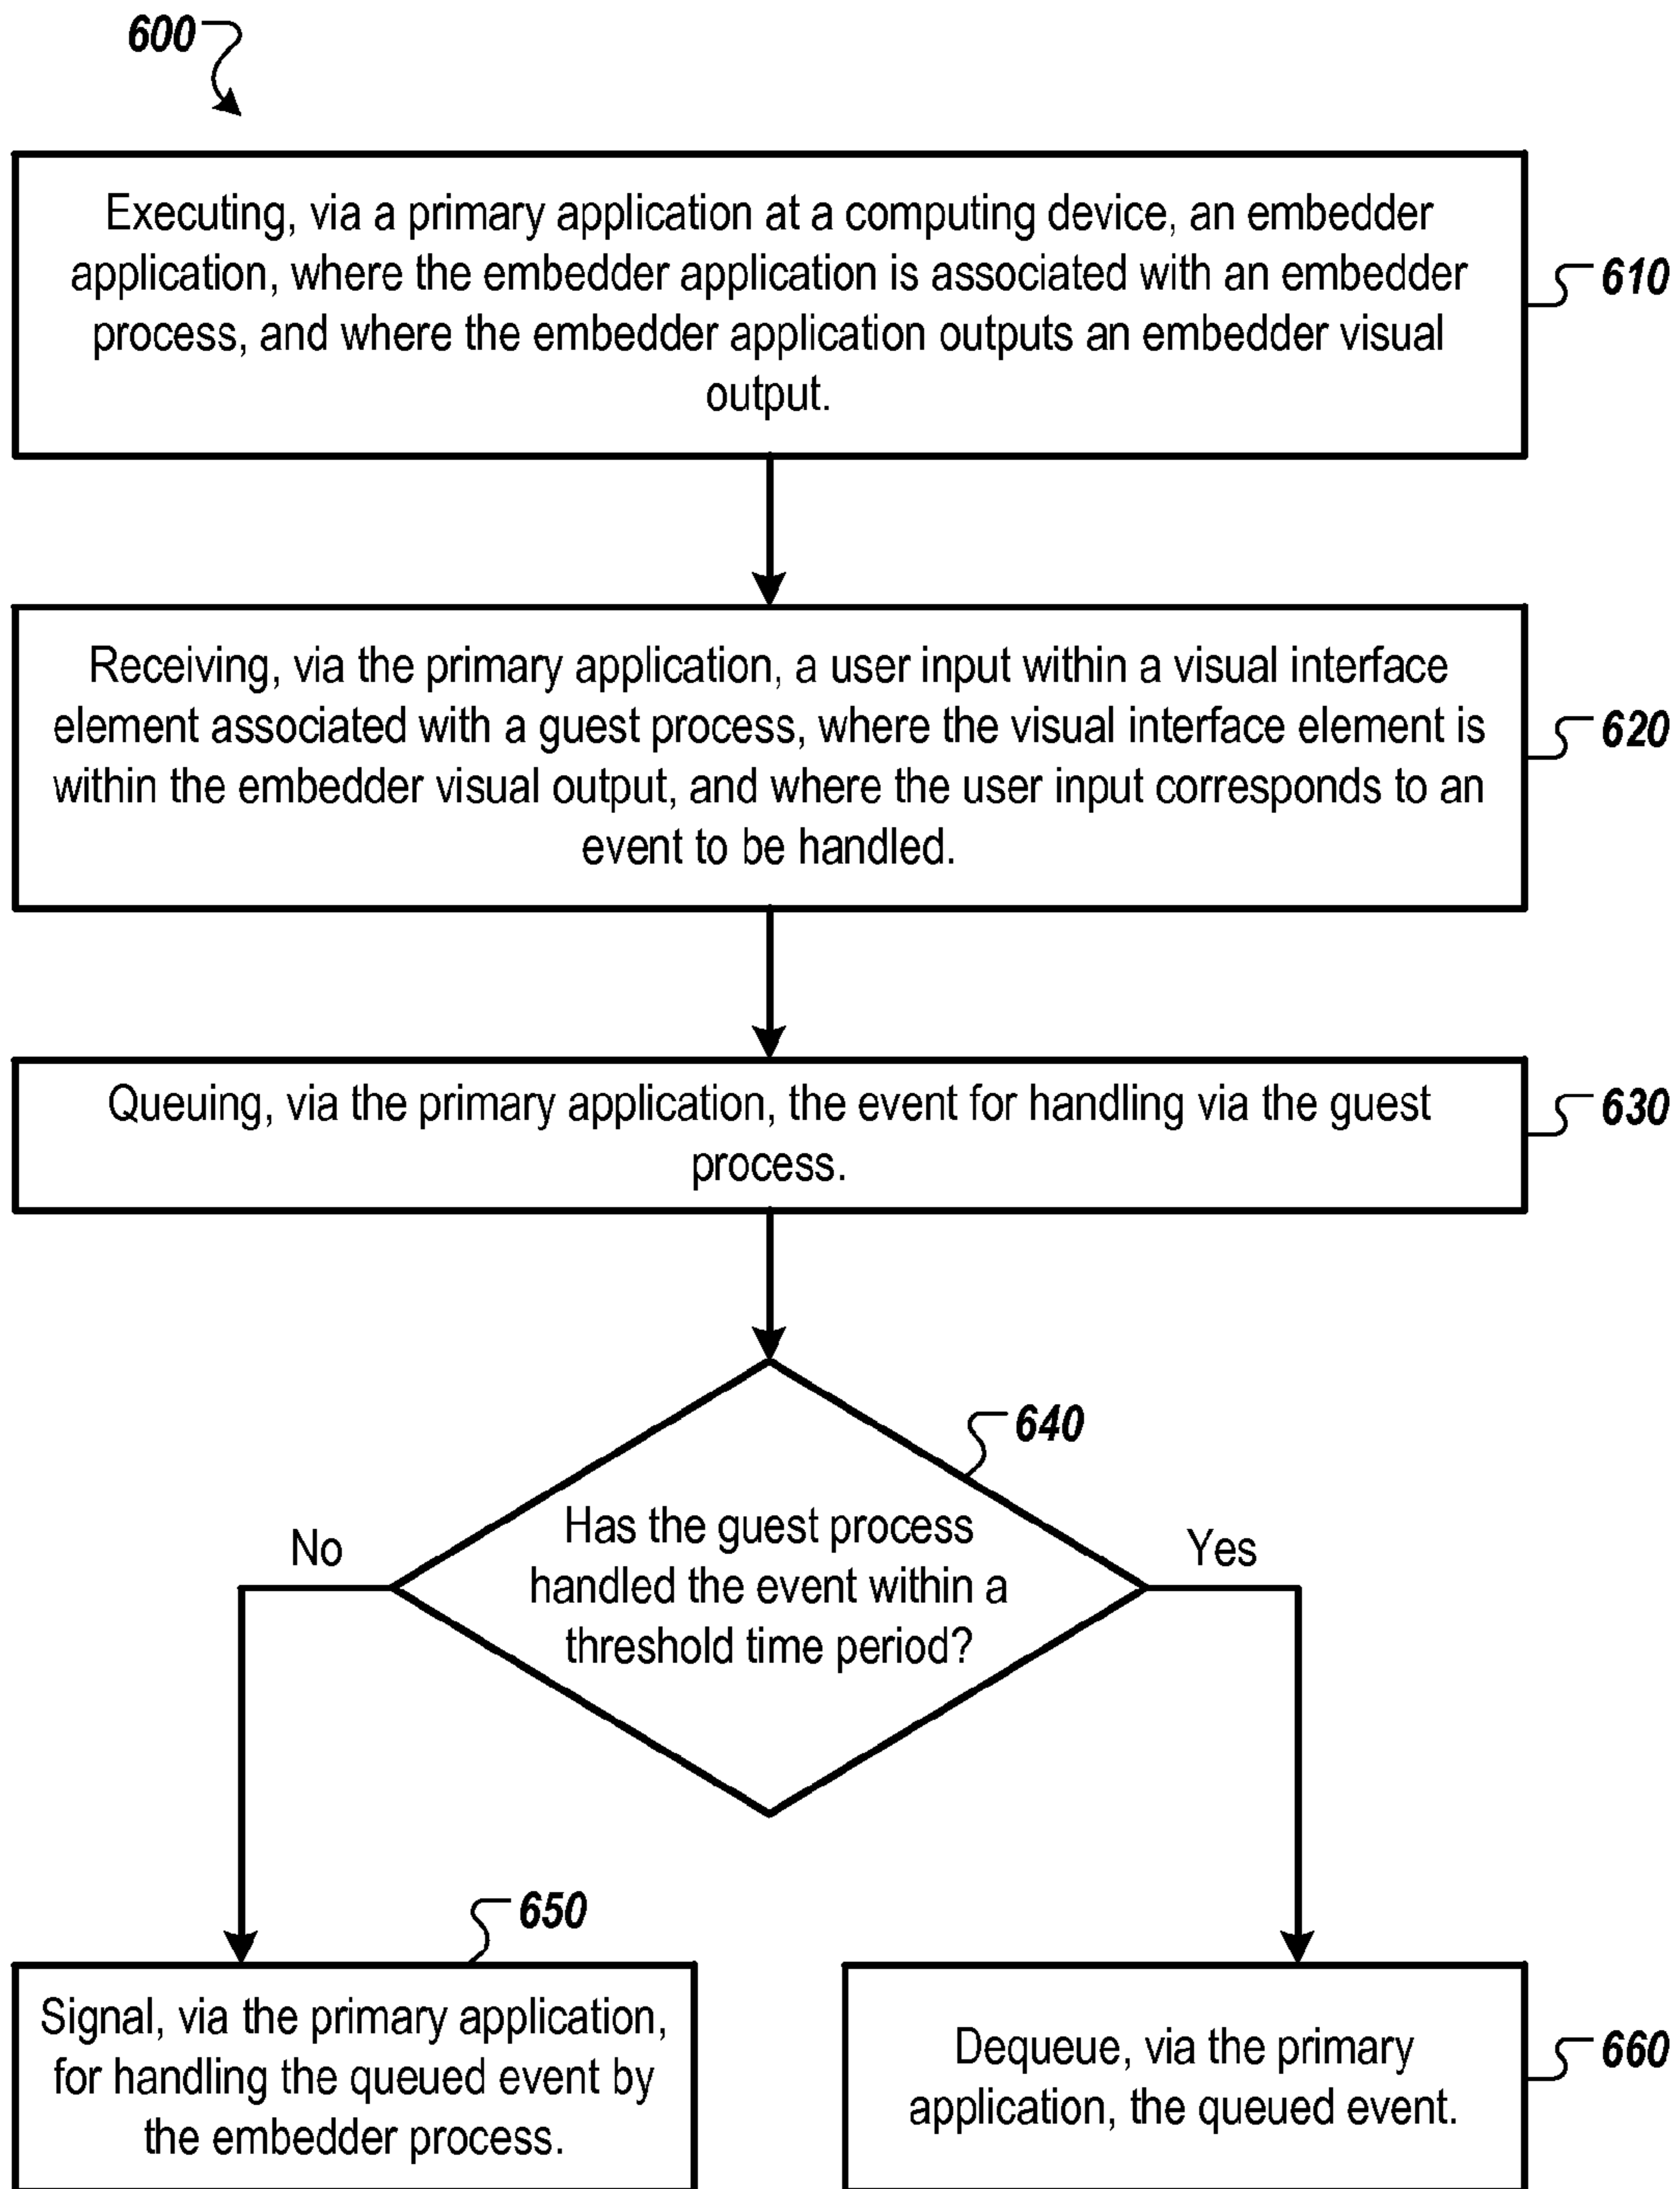 600
Executing, via a primary application at a computing device, an embedder
application, where the embedder application is associated with an embedder
process, and where the embedder application outputs an embedder visual
output.
610
Receiving, via the primary application, a user input within a visual interface
element associated with a guest process, where the visual interface element is
within the embedder visual output, and where the user input corresponds to an
event to be handled.
620
Queuing, via the primary application, the event for handling via the guest
process.
630
640
Has the guest process
handled the event within a
threshold time period?
No
Yes
650
Signal, via the primary application,
for handling the queued event by
the embedder process.
Dequeue, via the primary
application, the queued event.
660